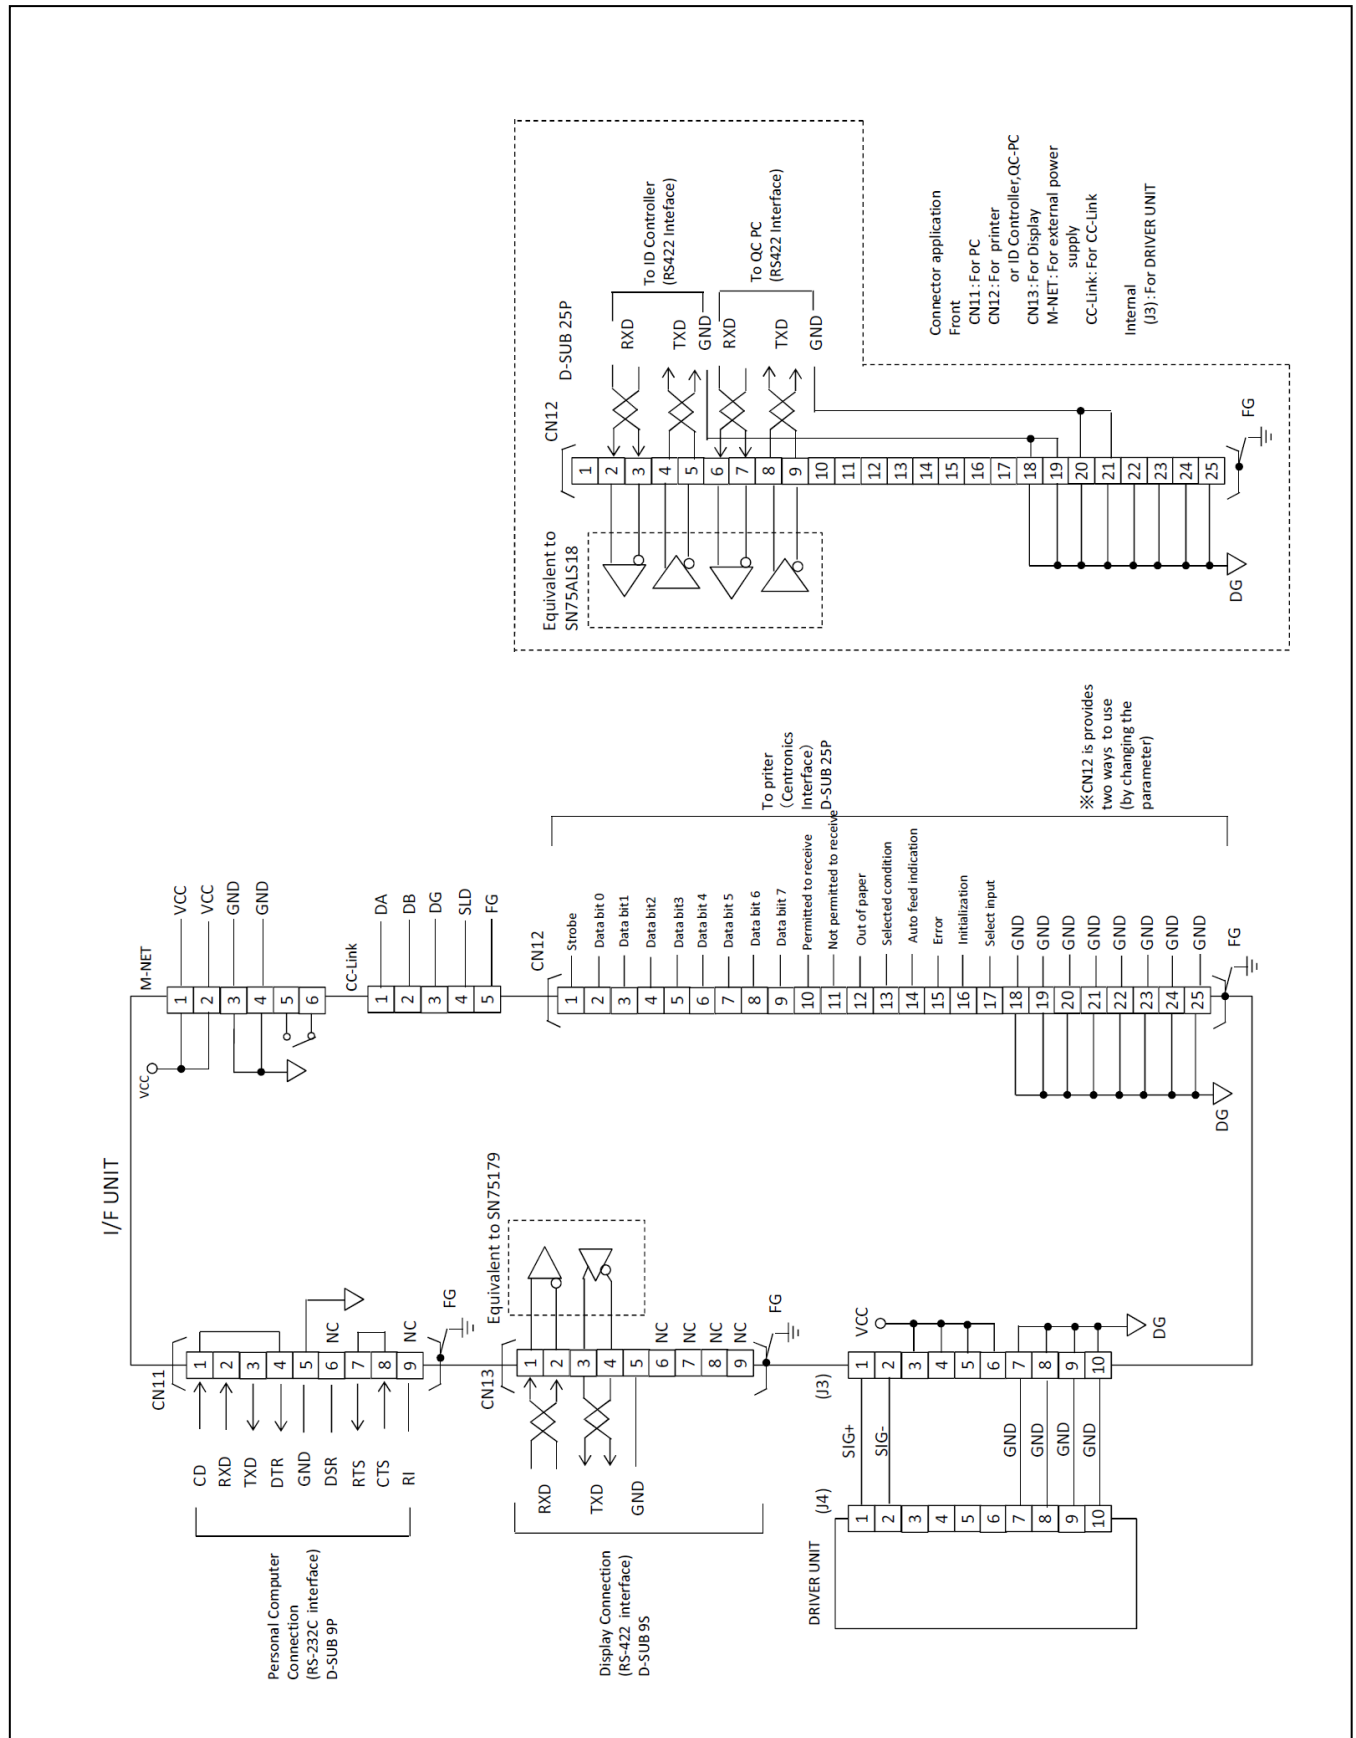 I/F UNIT
Personal Computer
Connection
(RS-232C interface)
D-SUB 9P
CD
RXD
TXD
DTR
GND
DSR
RTS
CTS
RI
CN11
1
2
3
4
5
6
7
8
9
NC
NC
FG
Display Connection
(RS-422 interface)
D-SUB 9S
RXD
TXD
GND
CN13
1
2
3
4
5
6
7
8
9
NC
NC
NC
NC
FG
Equivalent to SN75179
DRIVER UNIT
(J4)
1
2
3
4
5
6
7
8
9
10
SIG+
SIG-
GND
GND
GND
GND
(J3)
1
2
3
4
5
6
7
8
9
10
VCC
DG
M-NET
VCC
1
2
3
4
5
6
VCC
VCC
GND
GND
CC-Link
1
2
3
4
5
DA
DB
DG
SLD
FG
CN12
1
2
3
4
5
6
7
8
9
10
11
12
13
14
15
16
17
18
19
20
21
22
23
24
25
Strobe
Data bit 0
Data bit1
Data bit2
Data bit3
Data bit 4
Data bit 5
Data bit 6
Data biit 7
Permitted to receive
Not permitted to receive
Out of paper
Selected condition
Auto feed indication
Error
Initialization
Select input
GND
GND
GND
GND
GND
GND
GND
GND
FG
DG
To priter
(Centronics
Interface)
D-SUB 25P
※CN12 is provides
two ways to use
(by changing the
parameter)
Equivalent to
SN75ALS18
CN12
D-SUB 25P
1
2
3
4
5
6
7
8
9
10
11
12
13
14
15
16
17
18
19
20
21
22
23
24
25
RXD
TXD
GND
RXD
TXD
GND
To ID Controller
(RS422 Inteface)
To QC PC
(RS422 Interface)
DG
FG
Connector application
Front
CN11:For PC
CN12:For printer
or ID Controller,QC-PC
CN13:For Display
M-NET:For external power
supply
CC-Link:For CC-Link
Internal
(J3):For DRIVER UNIT